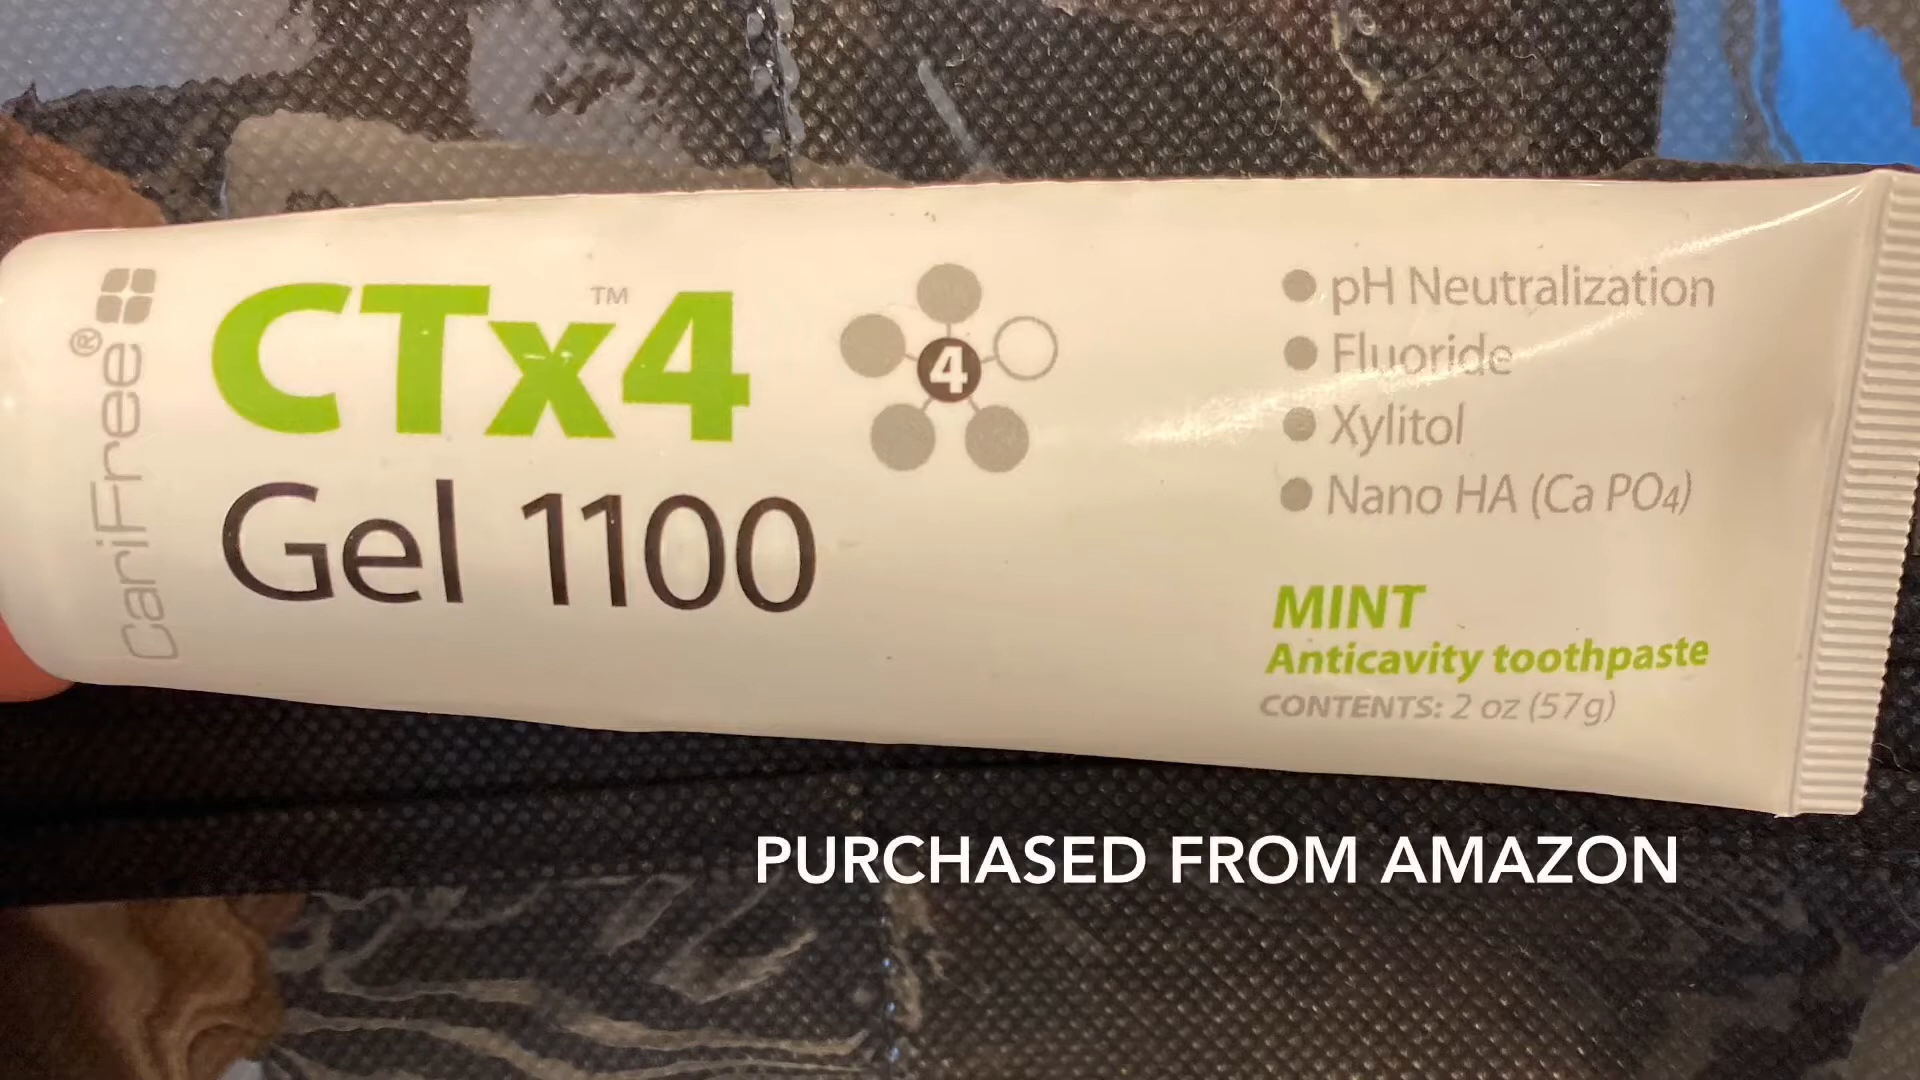 CariFree®
CTx4™
Gel 1100
4
pH Neutralization
Fluoride
Xylitol
Nano HA (Ca PO4)
MINT
Anticavity toothpaste
CONTENTS: 2 oz (57g)
PURCHASED FROM AMAZON